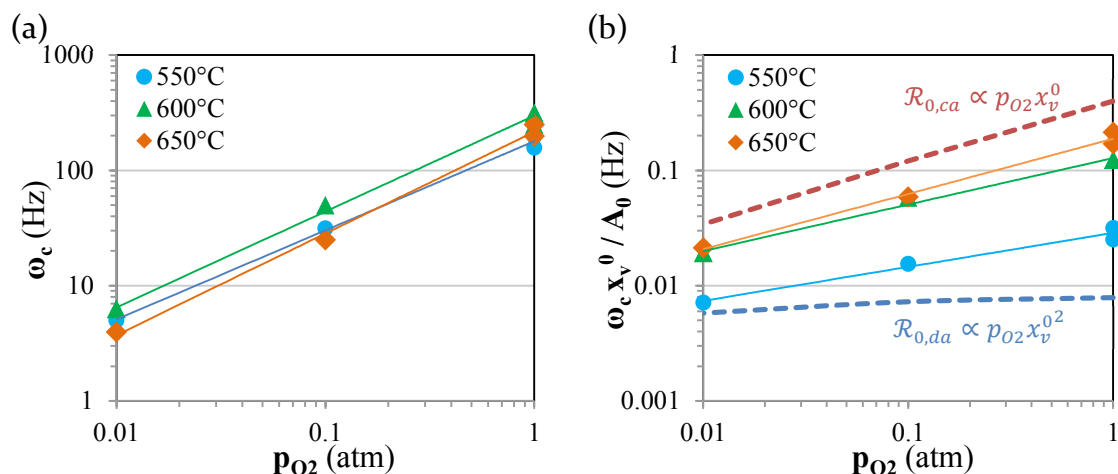 (a)
1000
100
10
1
ω_c (Hz)
550°C
600°C
650°C
0.01
0.1
1
p_O2 (atm)
(b)
1
0.1
0.01
0.001
ω_c x_v^0 / A_0 (Hz)
550°C
600°C
650°C
ℛ_0,ca ∝ p_O2 x_v^0
ℛ_0,da ∝ p_O2 x_v^0^2
0.01
0.1
1
p_O2 (atm)